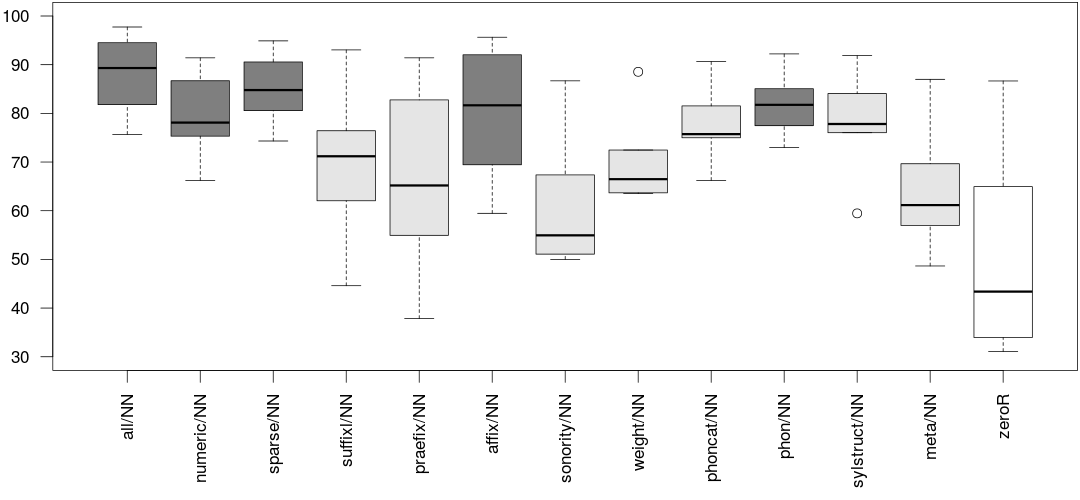 100
90
80
70
60
50
40
30
all/NN
numeric/NN
sparse/NN
suffixl/NN
praefix/NN
affix/NN
sonority/NN
weight/NN
phoncat/NN
phon/NN
sylstruct/NN
meta/NN
zeroR